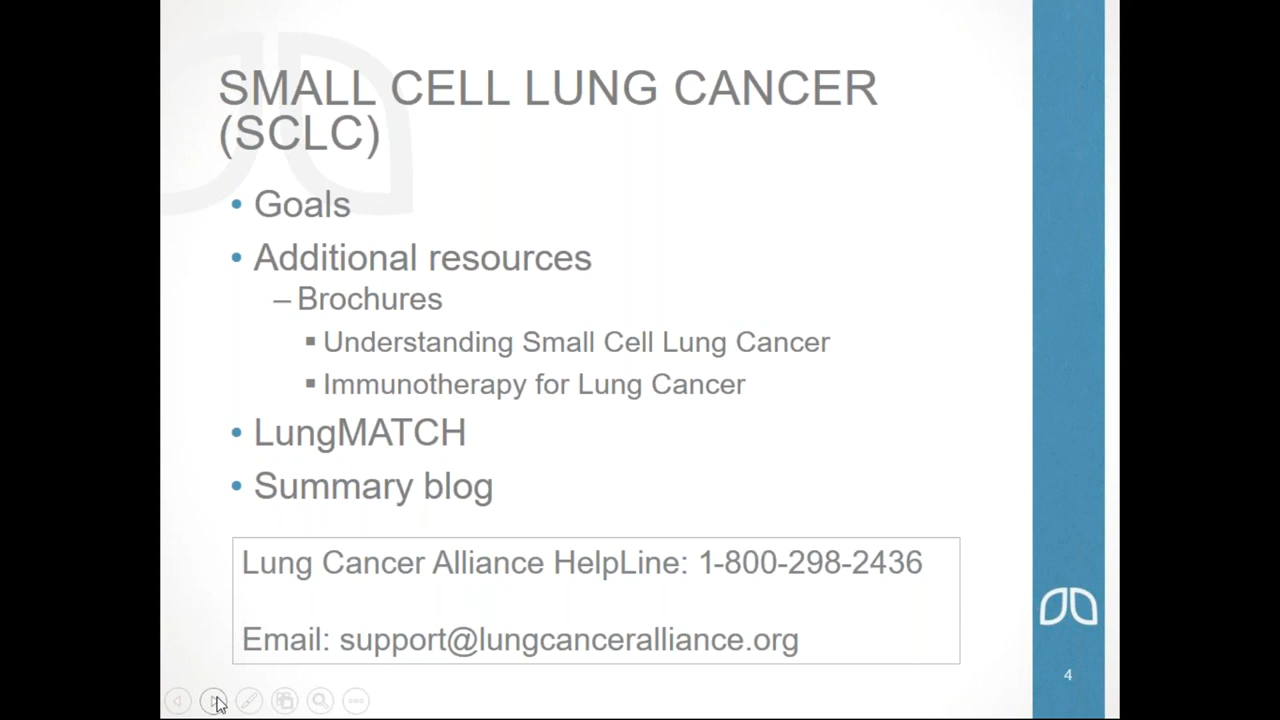 SMALL CELL LUNG CANCER
(SCLC)
• Goals
• Additional resources
– Brochures
▪ Understanding Small Cell Lung Cancer
▪ Immunotherapy for Lung Cancer
• LungMATCH
• Summary blog
Lung Cancer Alliance HelpLine: 1-800-298-2436
Email: support@lungcanceralliance.org
4